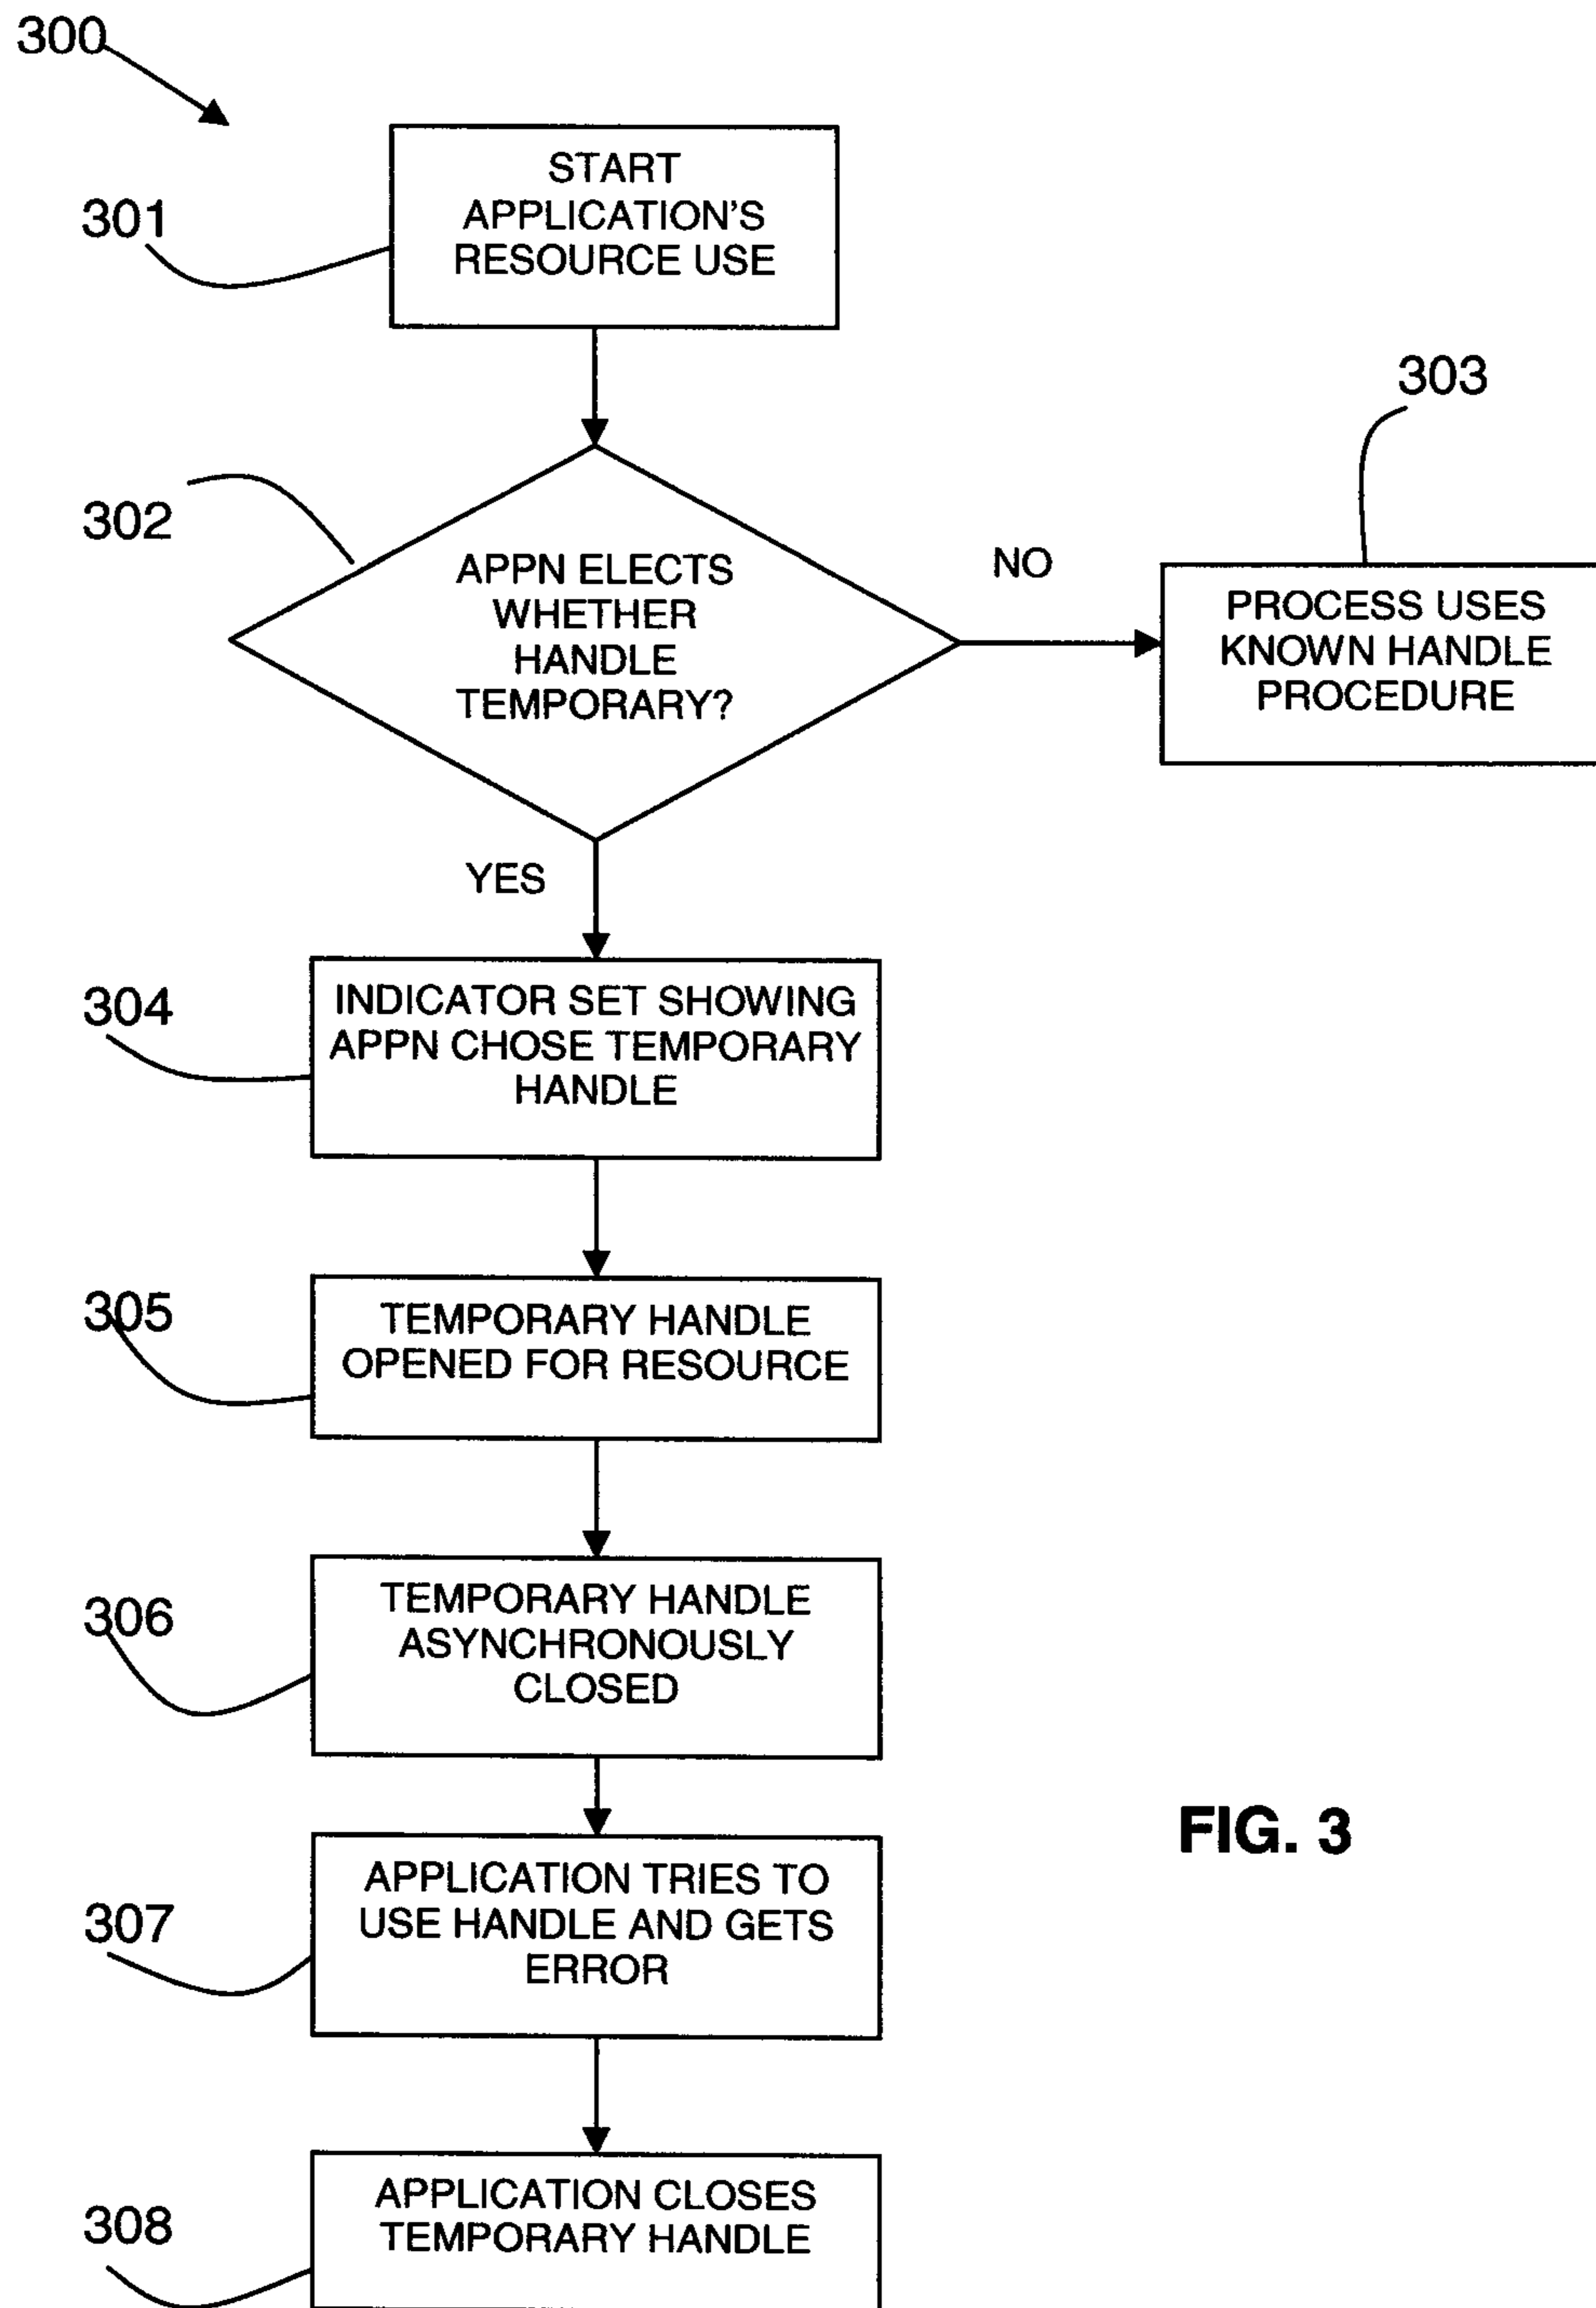 300
301
START
APPLICATION'S
RESOURCE USE
303
302
APPN ELECTS
WHETHER
HANDLE
TEMPORARY?
NO
PROCESS USES
KNOWN HANDLE
PROCEDURE
YES
304
INDICATOR SET SHOWING
APPN CHOSE TEMPORARY
HANDLE
305
TEMPORARY HANDLE
OPENED FOR RESOURCE
306
TEMPORARY HANDLE
ASYNCHRONOUSLY
CLOSED
FIG. 3
307
APPLICATION TRIES TO
USE HANDLE AND GETS
ERROR
308
APPLICATION CLOSES
TEMPORARY HANDLE